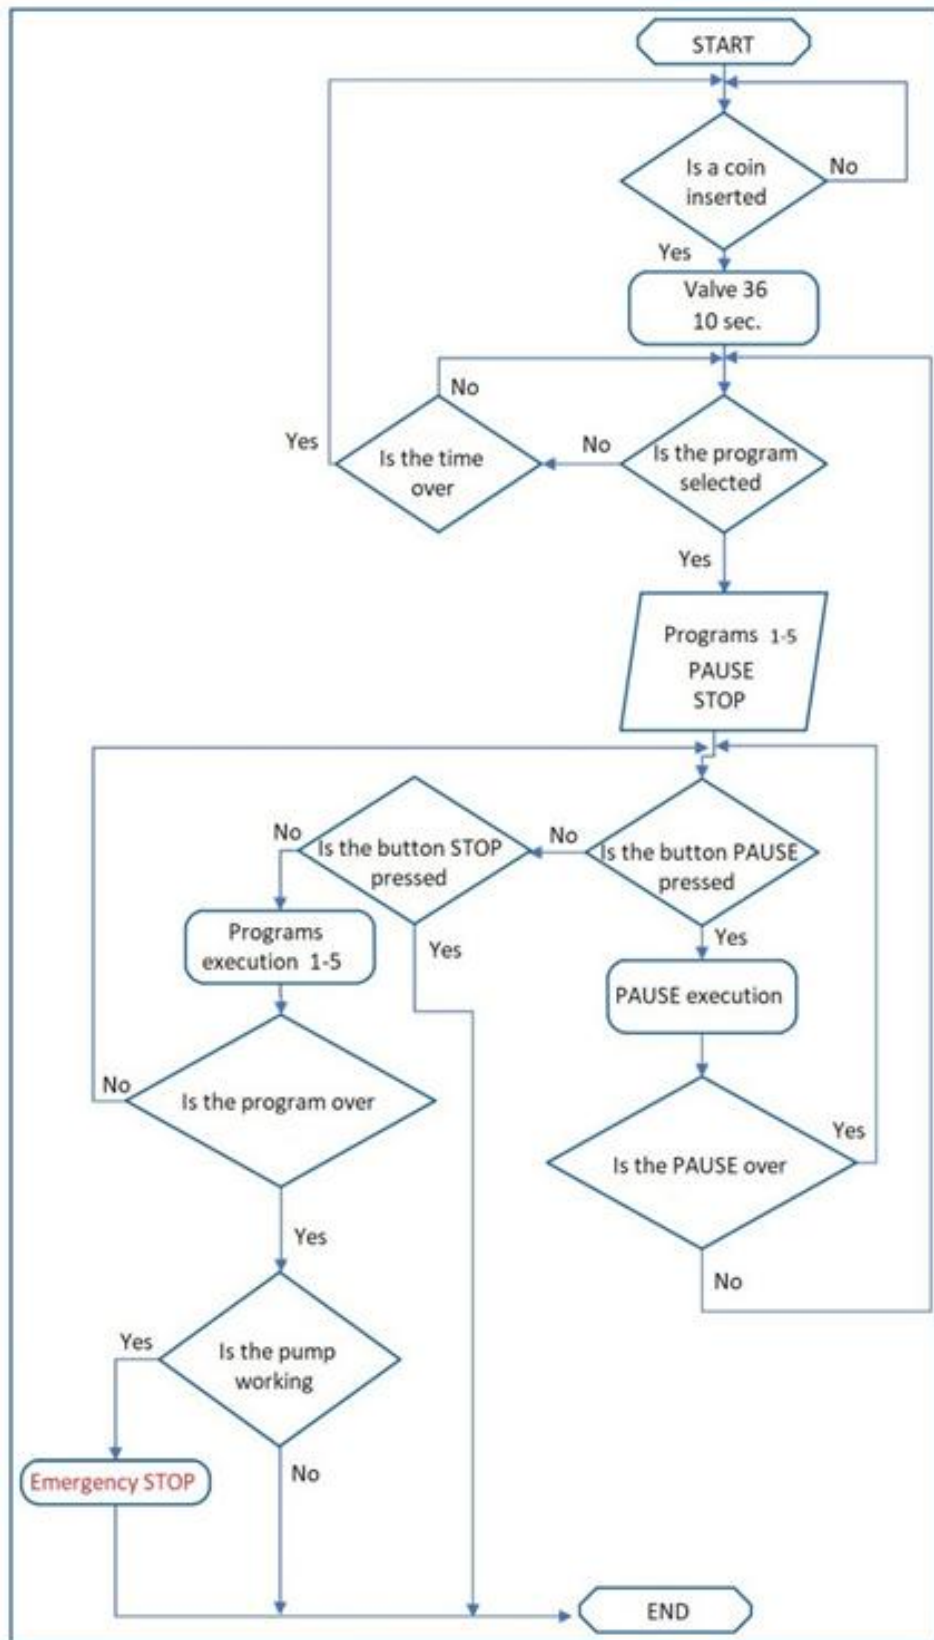 START
Is a coin
inserted
No
Yes
Valve 36
10 sec.
No
Yes
Is the time
over
No
Is the program
selected
Yes
Programs 1-5
PAUSE
STOP
No
Is the button STOP
pressed
No
Is the button PAUSE
pressed
Programs
execution 1-5
Yes
Yes
PAUSE execution
No
Is the program over
Yes
Is the PAUSE over
Yes
No
Yes
Is the pump
working
Emergency STOP
No
END